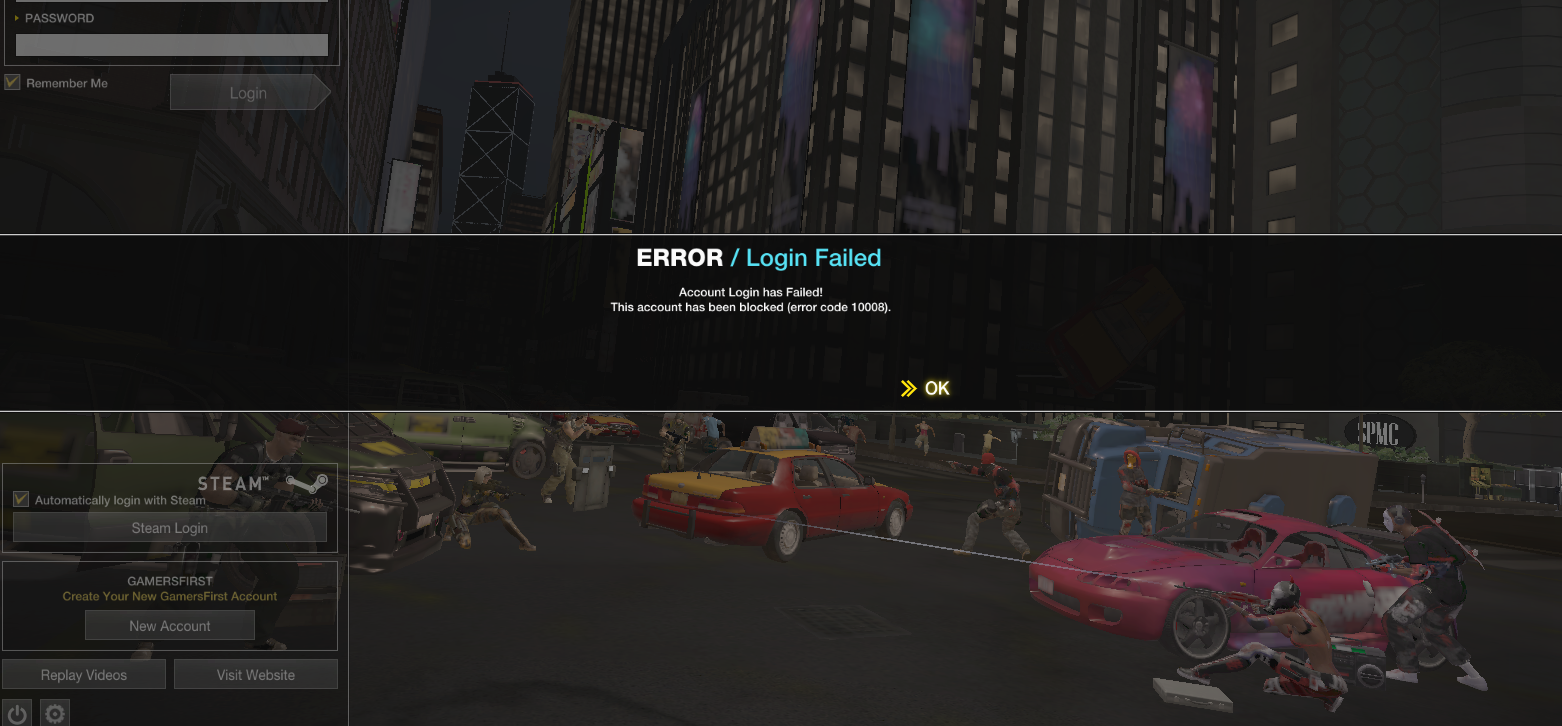 PASSWORD
Remember Me
Login
ERROR / Login Failed
Account Login has Failed!
This account has been blocked (error code 10008).
OK
SPMC
STEAM™
Automatically login with Steam
Steam Login
GAMERSFIRST
Create Your New GamersFirst Account
New Account
Replay Videos
Visit Website